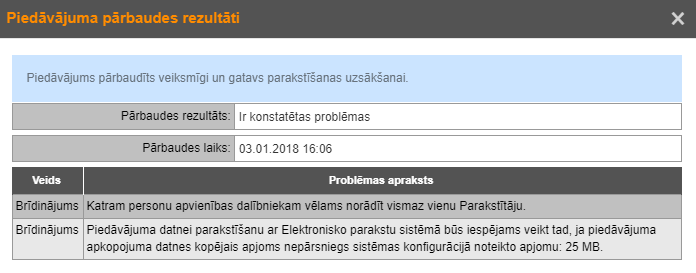 Piedāvājuma pārbaudes rezultāti
Piedāvājums pārbaudīts veiksmīgi un gatavs parakstīšanas uzsākšanai.
Pārbaudes rezultāts: Ir konstatētas problēmas
Pārbaudes laiks: 03.01.2018 16:06
Veids Problēmas apraksts
Brīdinājums Katram personu apvienības dalībniekam vēlams norādīt vismaz vienu Parakstītāju.
Brīdinājums Piedāvājuma datnei parakstīšanu ar Elektronisko parakstu sistēmā būs iespējams veikt tad, ja piedāvājuma
apkopojuma datnes kopējais apjoms nepārsniegs sistēmas konfigurācijā noteikto apjomu: 25 MB.